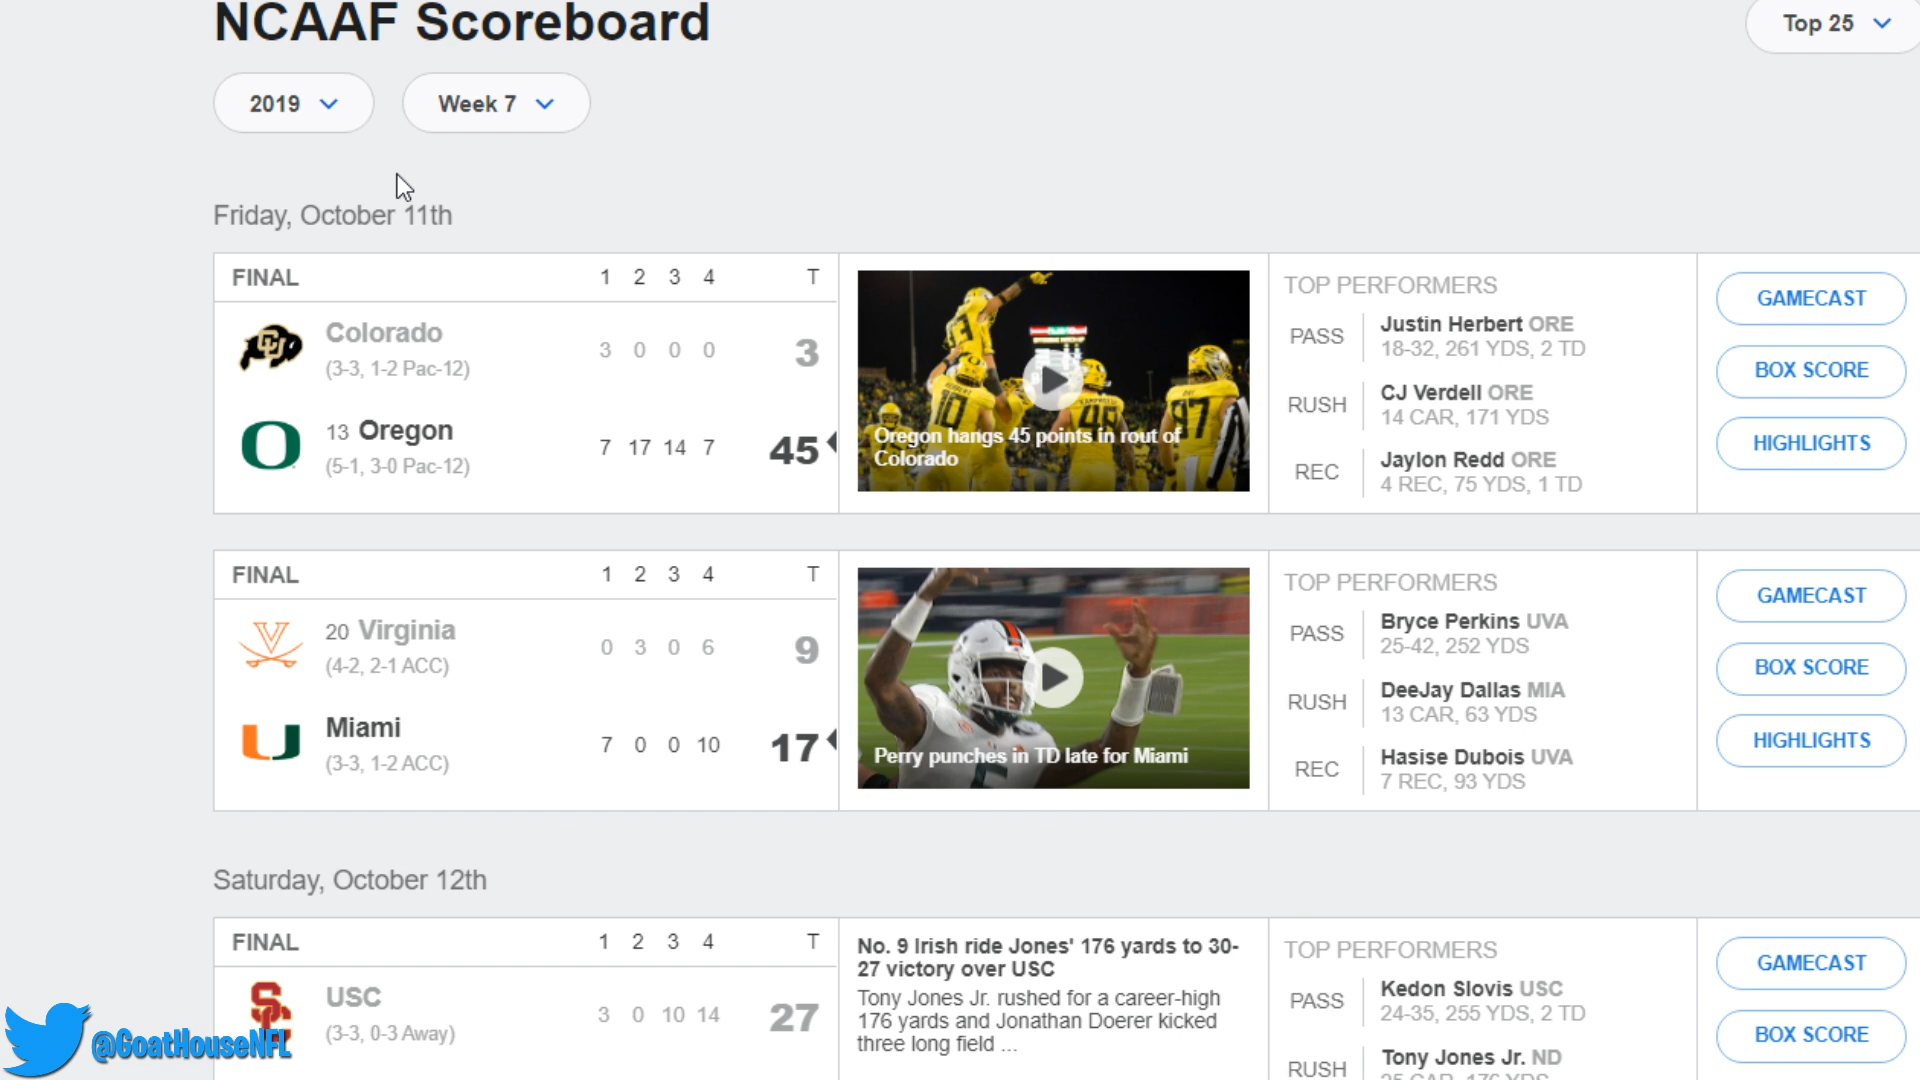 NCAAF Scoreboard
Top 25
2019
Week 7
Friday, October 11th
FINAL 1 2 3 4 T
Colorado
(3-3, 1-2 Pac-12)
3 0 0 0 3
13 Oregon
(5-1, 3-0 Pac-12)
7 17 14 7 45
Oregon hangs 45 points in rout of
Colorado
TOP PERFORMERS
PASS
Justin Herbert ORE
18-32, 261 YDS, 2 TD
RUSH
CJ Verdell ORE
14 CAR, 171 YDS
REC
Jaylon Redd ORE
4 REC, 75 YDS, 1 TD
GAMECAST
BOX SCORE
HIGHLIGHTS
FINAL 1 2 3 4 T
20 Virginia
(4-2, 2-1 ACC)
0 3 0 6 9
Miami
(3-3, 1-2 ACC)
7 0 0 10 17
Perry punches in TD late for Miami
TOP PERFORMERS
PASS
Bryce Perkins UVA
25-42, 252 YDS
RUSH
DeeJay Dallas MIA
13 CAR, 63 YDS
REC
Hasise Dubois UVA
7 REC, 93 YDS
GAMECAST
BOX SCORE
HIGHLIGHTS
Saturday, October 12th
FINAL 1 2 3 4 T
USC
(3-3, 0-3 Away)
3 0 10 14 27
No. 9 Irish ride Jones' 176 yards to 30-
27 victory over USC
Tony Jones Jr. rushed for a career-high
176 yards and Jonathan Doerer kicked
three long field ...
TOP PERFORMERS
PASS
Kedon Slovis USC
24-35, 255 YDS, 2 TD
RUSH
Tony Jones Jr. ND
GAMECAST
BOX SCORE
@GoatHouseNFL